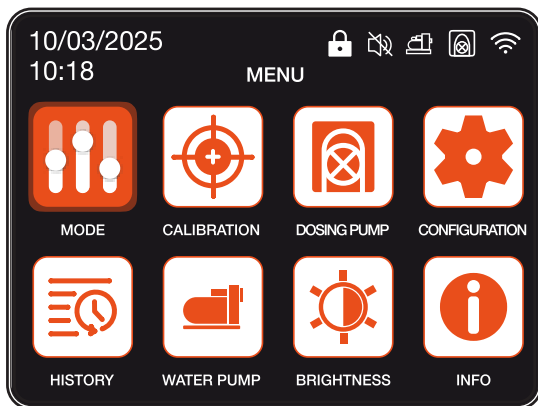 10/03/2025
10:18
MENU
MODE CALIBRATION DOSING PUMP CONFIGURATION
HISTORY WATER PUMP BRIGHTNESS INFO